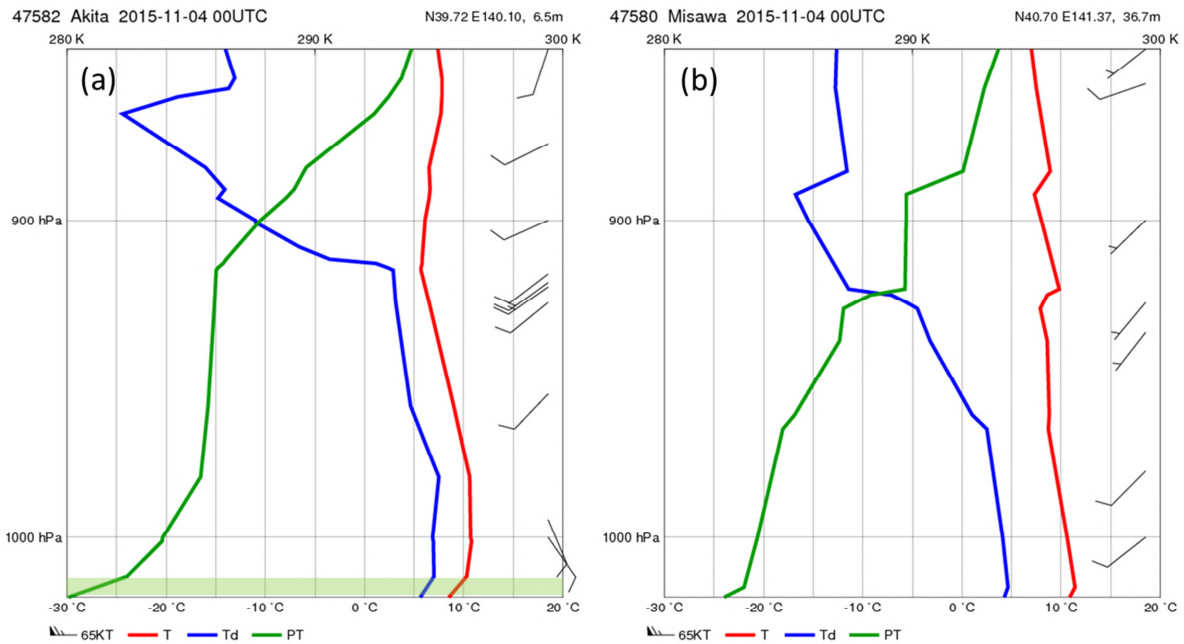 47582 Akita 2015-11-04 00UTC
N39.72 E140.10, 6.5m
280 K 290 K 300 K
(a)
900 hPa
1000 hPa
-30 °C -20 °C -10 °C 0 °C 10 °C 20 °C
65KT T Td PT
47580 Misawa 2015-11-04 00UTC
N40.70 E141.37, 36.7m
280 K 290 K 300 K
(b)
900 hPa
1000 hPa
-30 °C -20 °C -10 °C 0 °C 10 °C 20 °C
65KT T Td PT